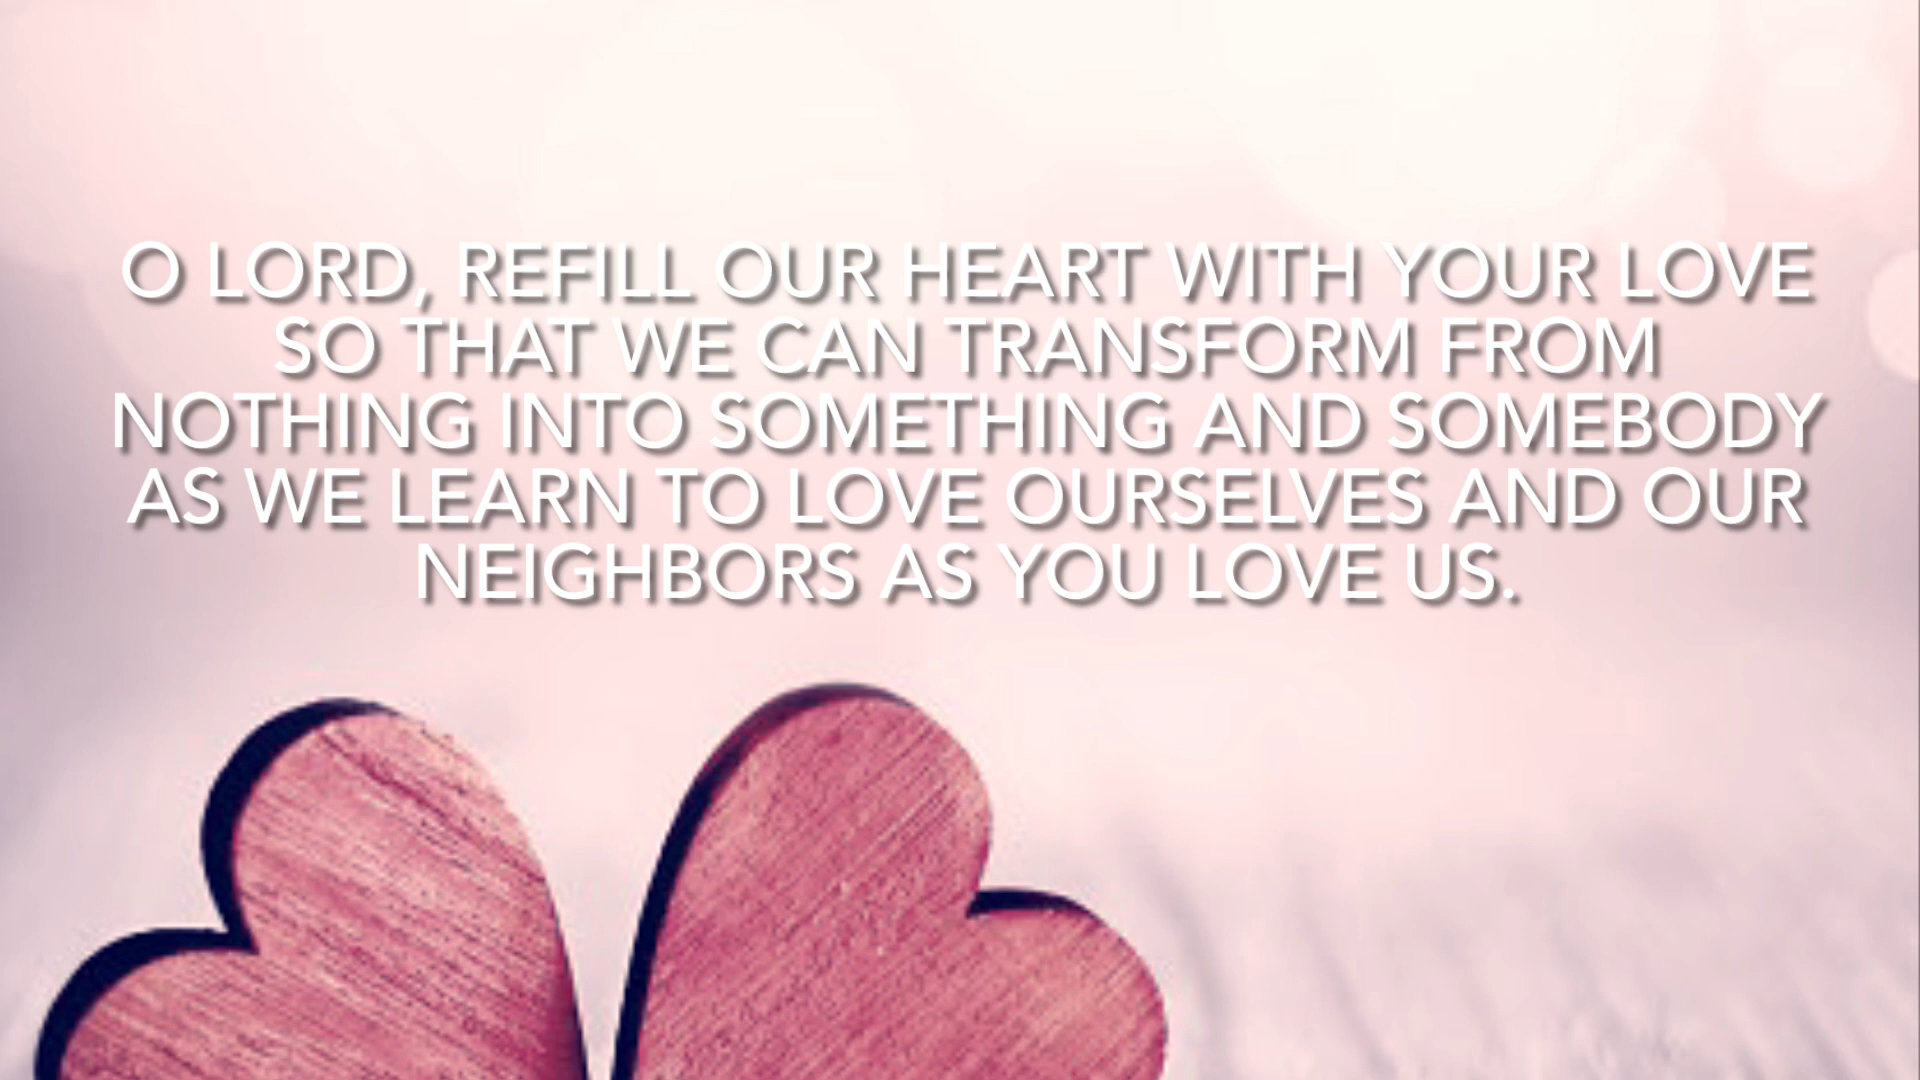 O LORD, REFILL OUR HEART WITH YOUR LOVE
SO THAT WE CAN TRANSFORM FROM
NOTHING INTO SOMETHING AND SOMEBODY
AS WE LEARN TO LOVE OURSELVES AND OUR
NEIGHBORS AS YOU LOVE US.